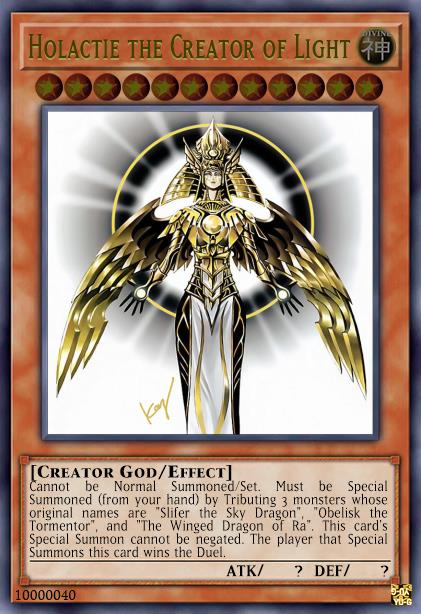 Holactie the Creator of Light
DIVINE
神
[Creator God/Effect]
Cannot be Normal Summoned/Set. Must be Special
Summoned (from your hand) by Tributing 3 monsters whose
original names are "Slifer the Sky Dragon", "Obelisk the
Tormentor", and "The Winged Dragon of Ra". This card's
Special Summon cannot be negated. The player that Special
Summons this card wins the Duel.
ATK/ ? DEF/ ?
10000040